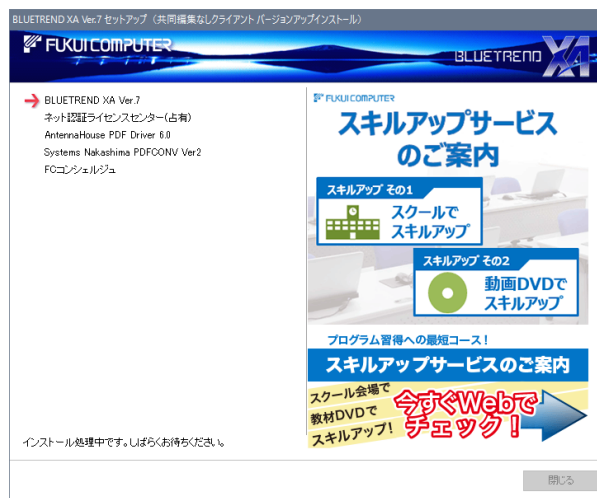 BLUETREND XA Ver.7 セットアップ（共同編集なしクライアント バージョンアップインストール）
FUKUI COMPUTER
BLUETREND XA
BLUETREND XA Ver.7
ネット認証ライセンスセンター(占有)
AntennaHouse PDF Driver 6.0
Systems Nakashima PDFCONV Ver2
FCコンシェルジュ
インストール処理中です。しばらくお待ちください。
FUKUI COMPUTER
スキルアップサービス
のご案内
スキルアップ その1
スクールで
スキルアップ
スキルアップ その2
動画DVDで
スキルアップ
プログラム習得への最短コース！
スキルアップサービスのご案内
スクール会場で
教材DVDで
スキルアップ!
今すぐWebで
チェック！
閉じる